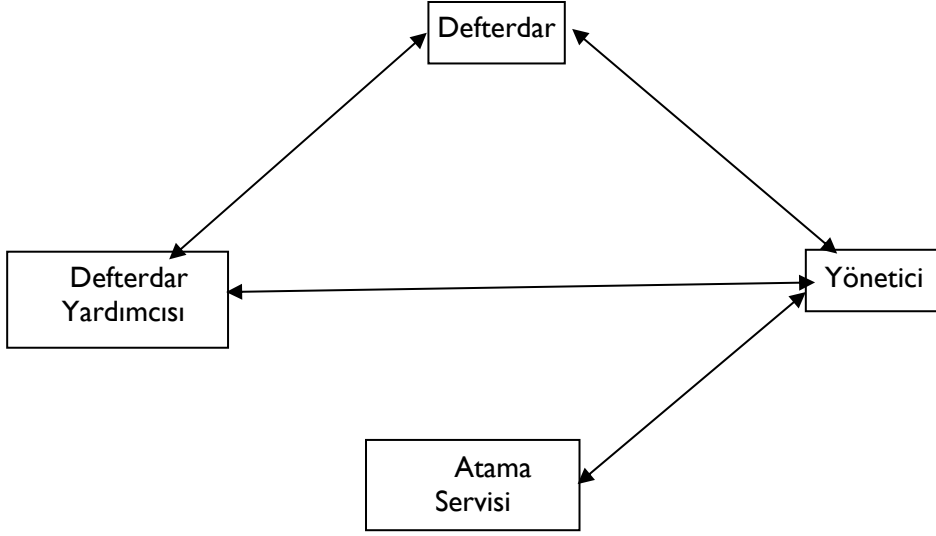 Defterdar
Defterdar
Yardımcısı
Yönetici
Atama
Servisi